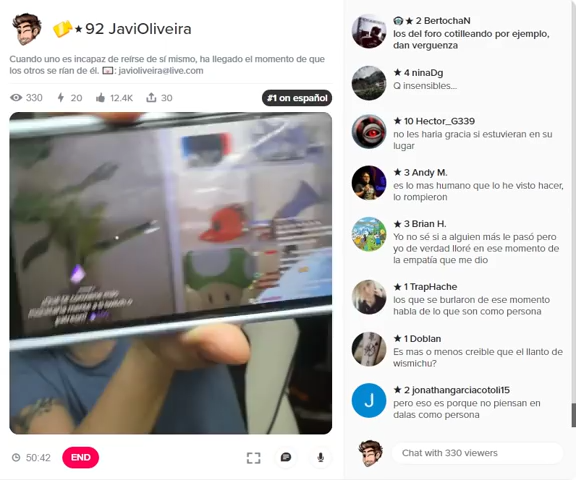 92 JaviOliveira
Cuando uno es incapaz de reírse de sí mismo, ha llegado el momento de que
los otros se rían de él. 📧: javioliveira@live.com
330 20 12.4K 30 #1 on español
50:42 END
2 BertochaN
los del foro cotilleando por ejemplo,
dan verguenza
4 ninaDg
Q insensibles...
10 Hector_G339
no les haria gracia si estuvieran en su
lugar
3 Andy M.
es lo mas humano que lo he visto hacer,
lo rompieron
3 Brian H.
Yo no sé si a alguien más le pasó pero
yo de verdad lloré en ese momento de
la empatía que me dio
1 TrapHache
los que se burlaron de ese momento
habla de lo que son como persona
1 Doblan
Es mas o menos creible que el llanto de
wismichu?
J
2 jonathangarciacotoli15
pero eso es porque no piensan en
dalas como persona
Chat with 330 viewers